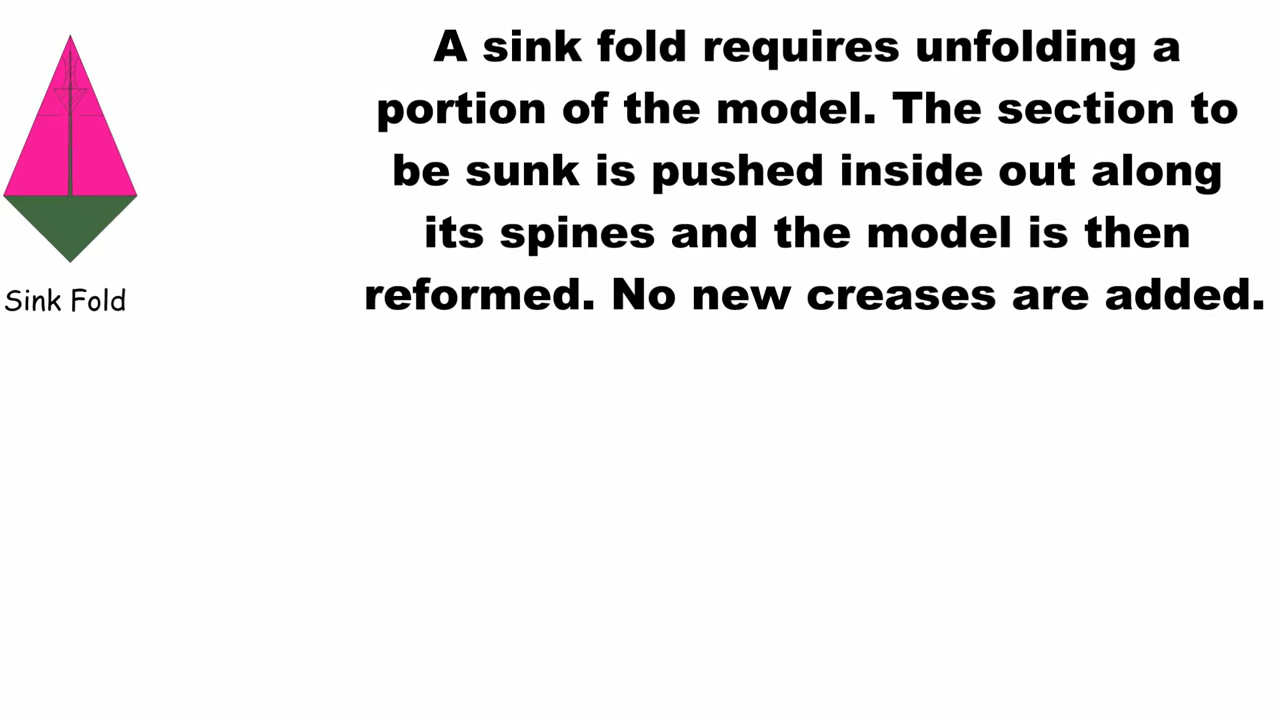 A sink fold requires unfolding a
portion of the model. The section to
be sunk is pushed inside out along
its spines and the model is then
reformed. No new creases are added.
Sink Fold